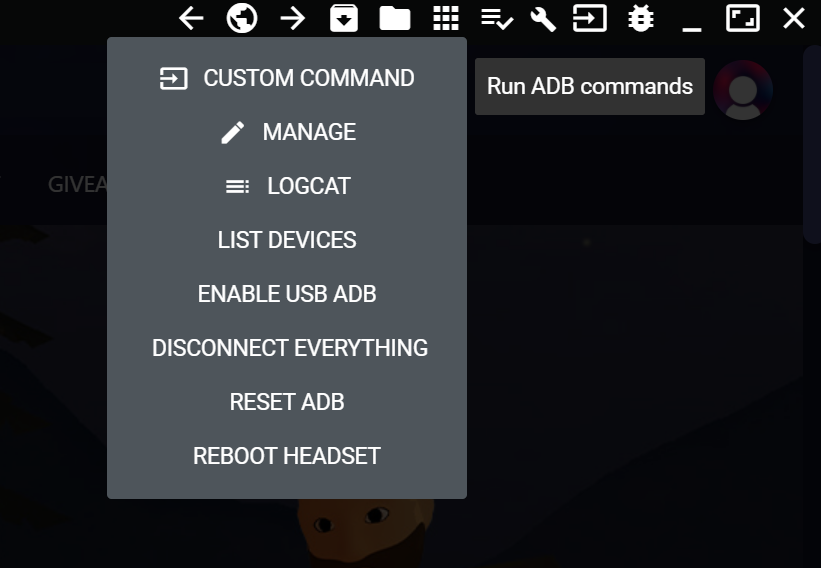 CUSTOM COMMAND
Run ADB commands
MANAGE
GIVEA
LOGCAT
LIST DEVICES
ENABLE USB ADB
DISCONNECT EVERYTHING
RESET ADB
REBOOT HEADSET